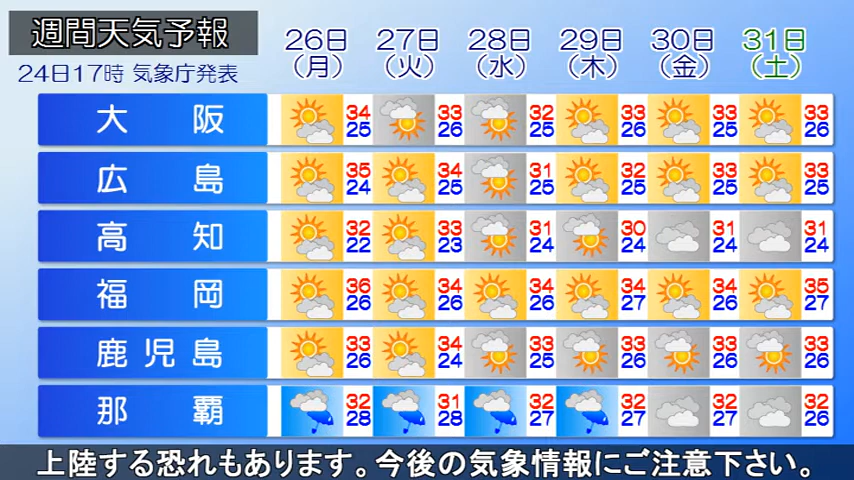 週間天気予報
24日17時 気象庁発表
26日 27日 28日 29日 30日 31日
(月) (火) (水) (木) (金) (土)
大阪 34 25 33 26 32 25 33 26 33 25 33 26
広島 35 24 34 25 31 25 32 25 33 25 33 25
高知 32 22 33 23 31 24 30 24 31 24 31 24
福岡 36 26 34 26 34 26 34 27 34 26 35 27
鹿児島 33 26 34 24 33 25 33 26 33 26 33 26
那覇 32 28 31 28 32 27 32 27 32 27 32 26
上陸する恐れもあります。今後の気象情報にご注意下さい。